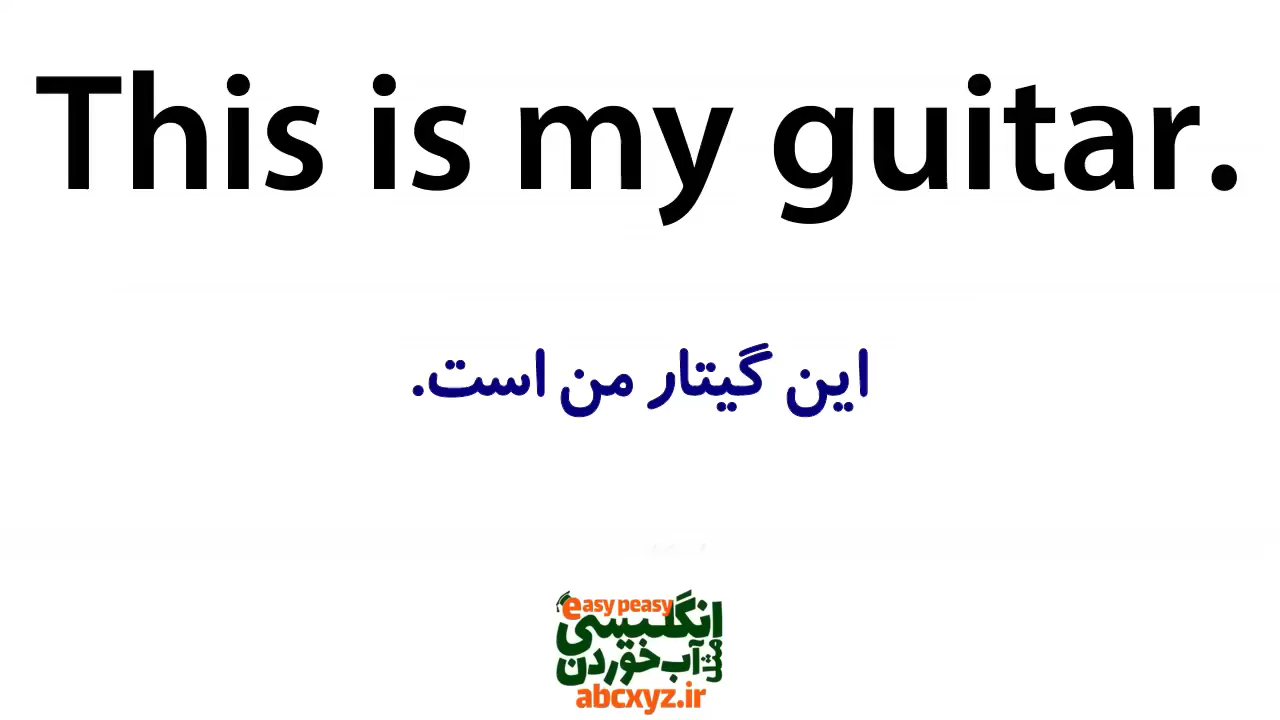 This is my guitar.
این گیتار من است.
easy peasy
انگلیسی
مثل آب خوردن
abcxyz.ir